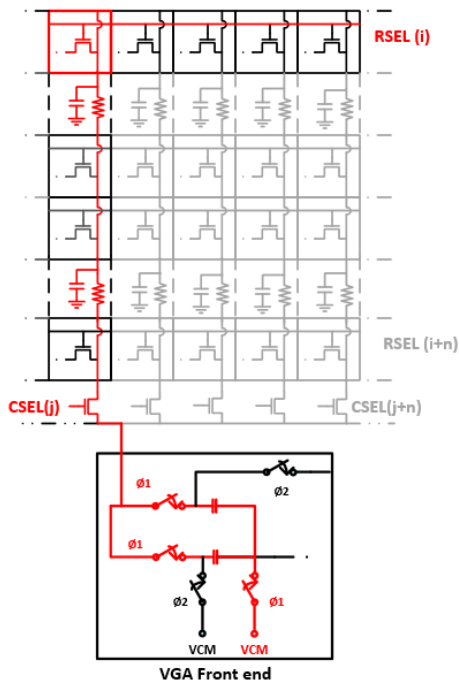 RSEL (i)
RSEL (i+n)
CSEL(j)
CSEL(j+n)
Ø1
Ø2
Ø1
Ø2
Ø1
VCM
VCM
VGA Front end